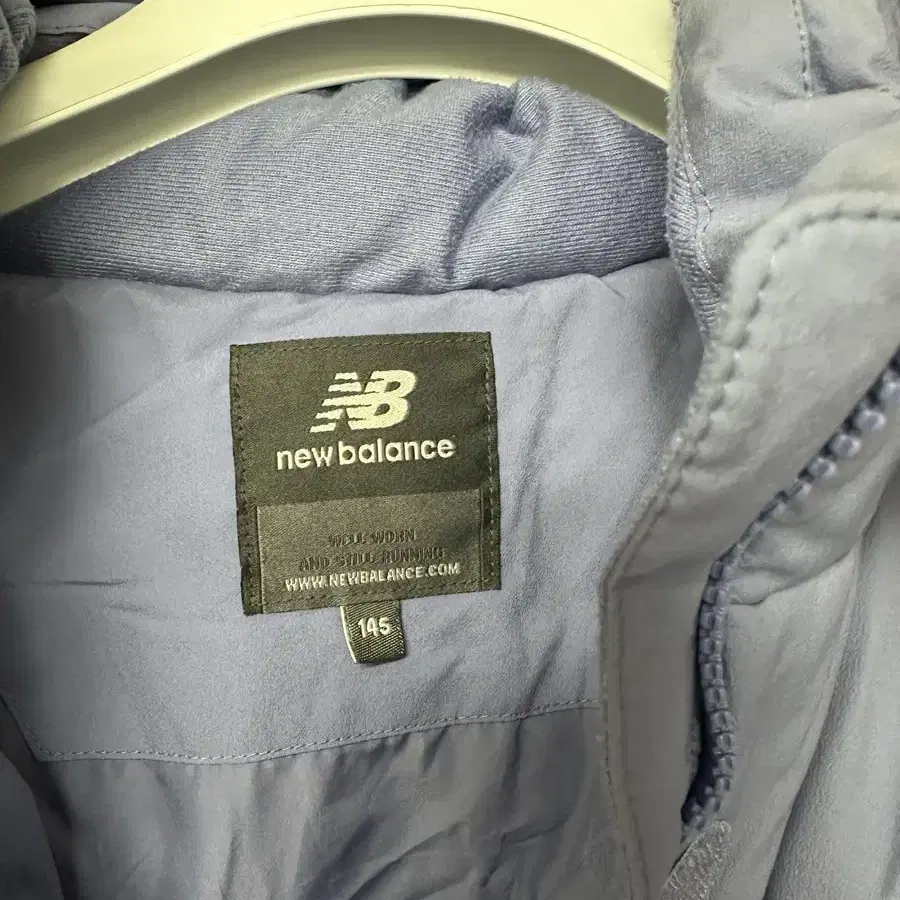 NB
new balance
WELL WORN
AND STILL RUNNING
WWW.NEWBALANCE.COM
145